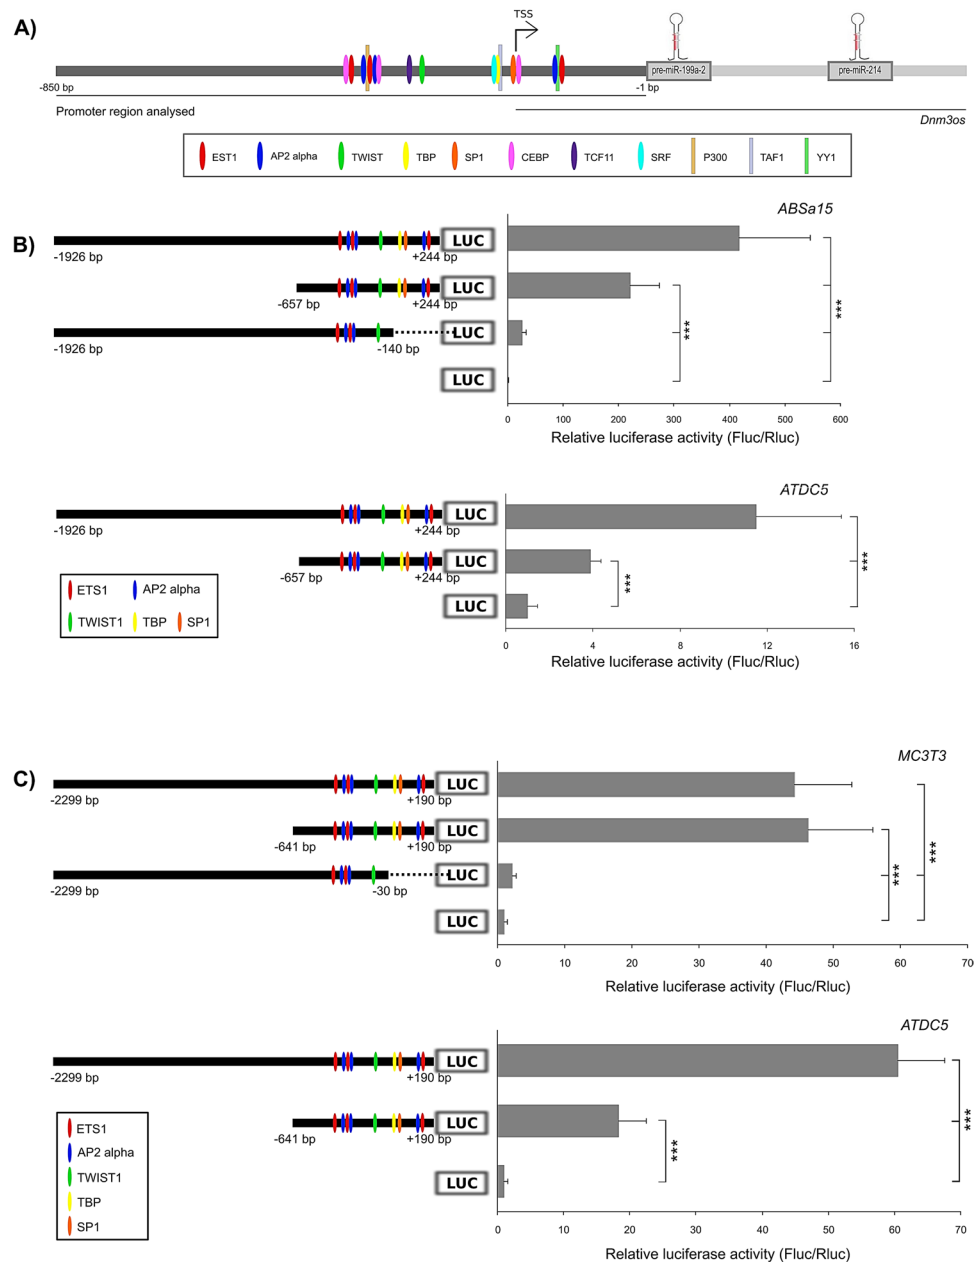 A)
TSS
pre-miR-199a-2
pre-miR-214
-850 bp
-1 bp
Promoter region analysed
Dnm3os
EST1 AP2 alpha TWIST TBP SP1 CEBP TCF11 SRF P300 TAF1 YY1
B)
ABSa15
LUC
-1926 bp +244 bp
LUC
-657 bp +244 bp
LUC
-1926 bp -140 bp
LUC
***
***
0 100 200 300 400 500 600
Relative luciferase activity (Fluc/Rluc)
ATDC5
LUC
-1926 bp +244 bp
LUC
-657 bp +244 bp
LUC
***
***
ETS1 AP2 alpha
TWIST1 TBP SP1
0 4 8 12 16
Relative luciferase activity (Fluc/Rluc)
C)
MC3T3
LUC
-2299 bp +190 bp
LUC
-641 bp +190 bp
LUC
-2299 bp -30 bp
LUC
***
***
0 10 20 30 40 50 60 70
Relative luciferase activity (Fluc/Rluc)
ATDC5
LUC
-2299 bp +190 bp
LUC
-641 bp +190 bp
LUC
***
***
ETS1
AP2 alpha
TWIST1
TBP
SP1
0 10 20 30 40 50 60 70
Relative luciferase activity (Fluc/Rluc)